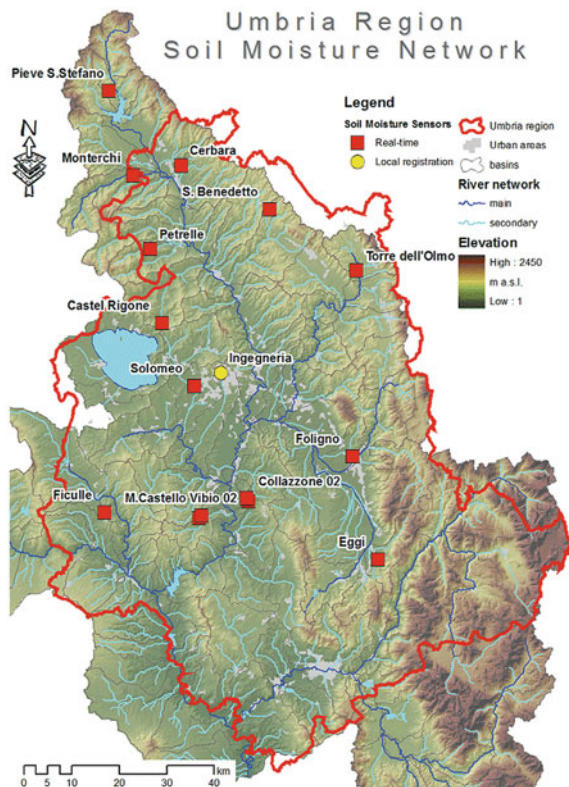 Umbria Region
Soil Moisture Network
Pieve S.Stefano
Legend
Soil Moisture Sensors
Real-time
Local registration
Umbria region
Urban areas
basins
River network
main
secondary
Elevation
High : 2450
m a.s.l.
Low : 1
N
Monterchi
Cerbara
S. Benedetto
Petrelle
Torre dell'Olmo
Castel Rigone
Solomeo
Ingegneria
Foligno
Collazzone 02
Ficulle
M.Castello Vibio 02
Eggi
0 5 10 20 30 40
km